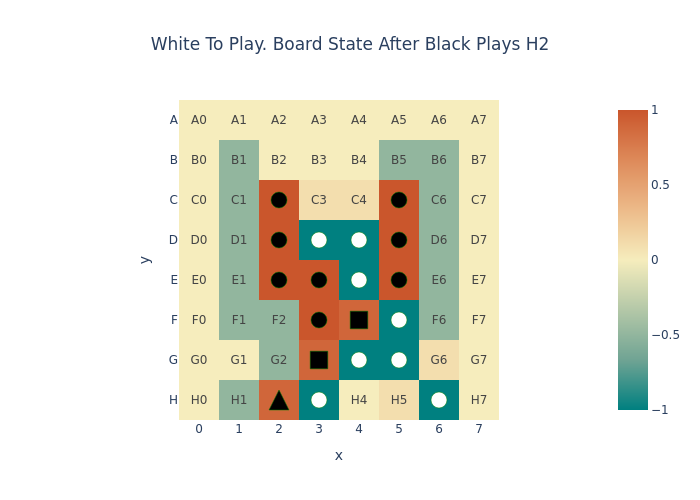 White To Play. Board State After Black Plays H2
A A0 A1 A2 A3 A4 A5 A6 A7
B B0 B1 B2 B3 B4 B5 B6 B7
C C0 C1 C3 C4 C6 C7
D D0 D1 D6 D7
E E0 E1 E6 E7
F F0 F1 F2 F6 F7
G G0 G1 G2 G6 G7
H H0 H1 H4 H5 H7
0 1 2 3 4 5 6 7
x
y
1
0.5
0
−0.5
−1